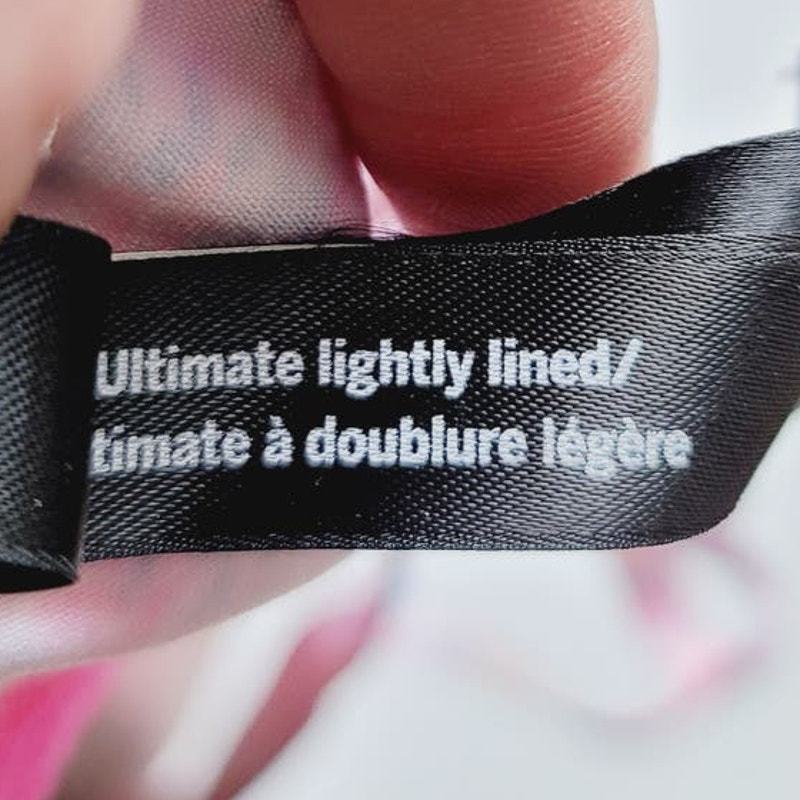 Ultimate lightly lined/
timate à doublure légère